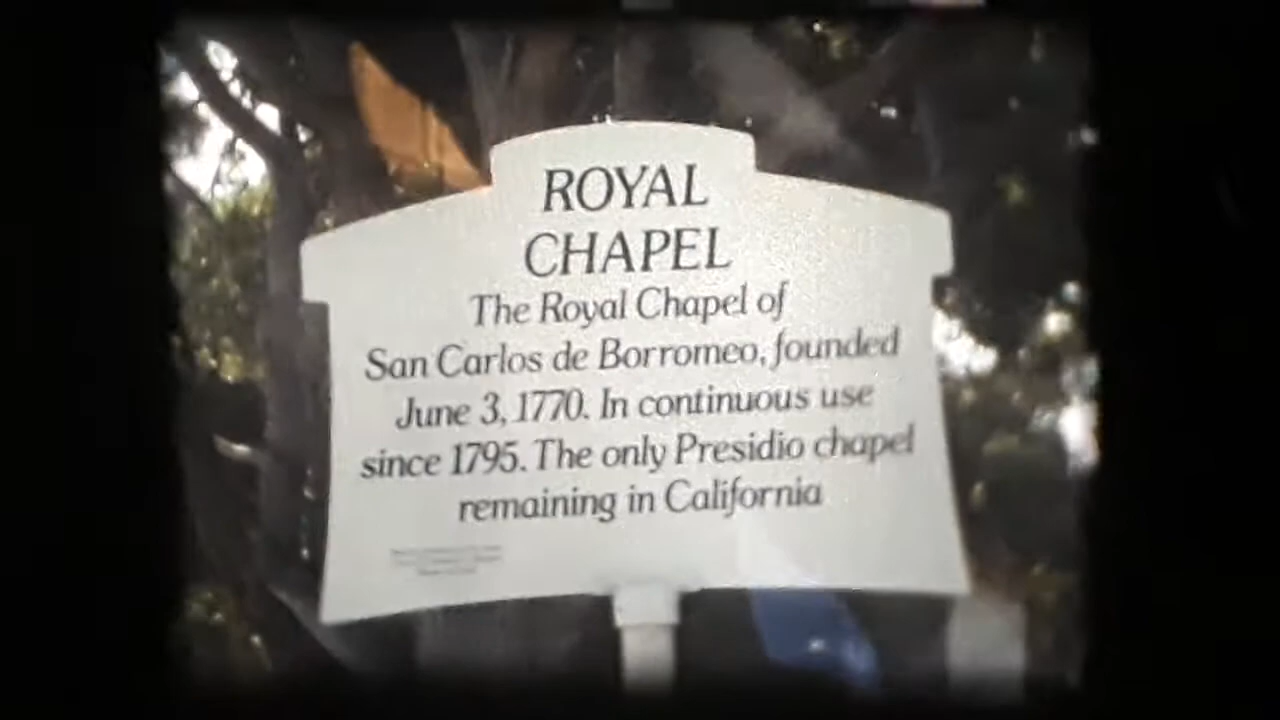 ROYAL
CHAPEL
The Royal Chapel of
San Carlos de Borromeo, founded
June 3, 1770. In continuous use
since 1795. The only Presidio chapel
remaining in California